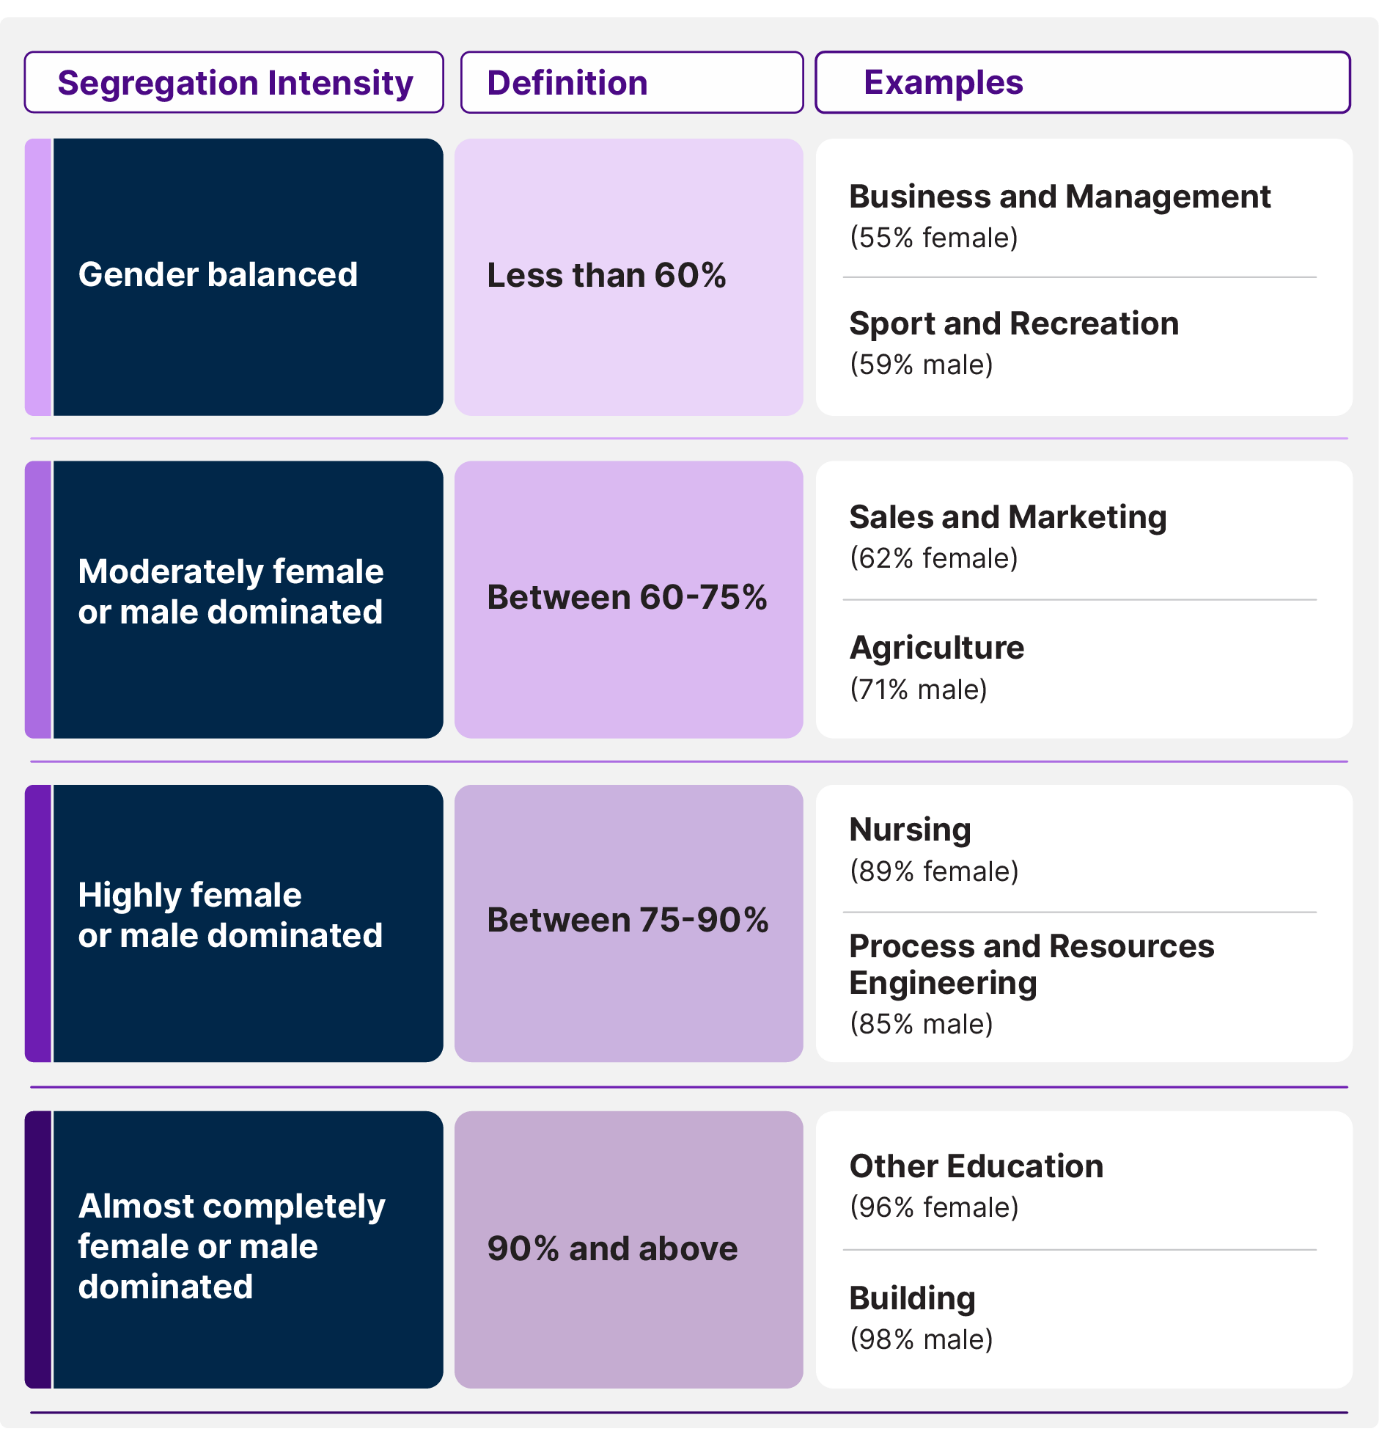 Segregation Intensity
Definition
Examples
Gender balanced
Less than 60%
Business and Management
(55% female)
Sport and Recreation
(59% male)
Moderately female
or male dominated
Between 60-75%
Sales and Marketing
(62% female)
Agriculture
(71% male)
Highly female
or male dominated
Between 75-90%
Nursing
(89% female)
Process and Resources
Engineering
(85% male)
Almost completely
female or male
dominated
90% and above
Other Education
(96% female)
Building
(98% male)